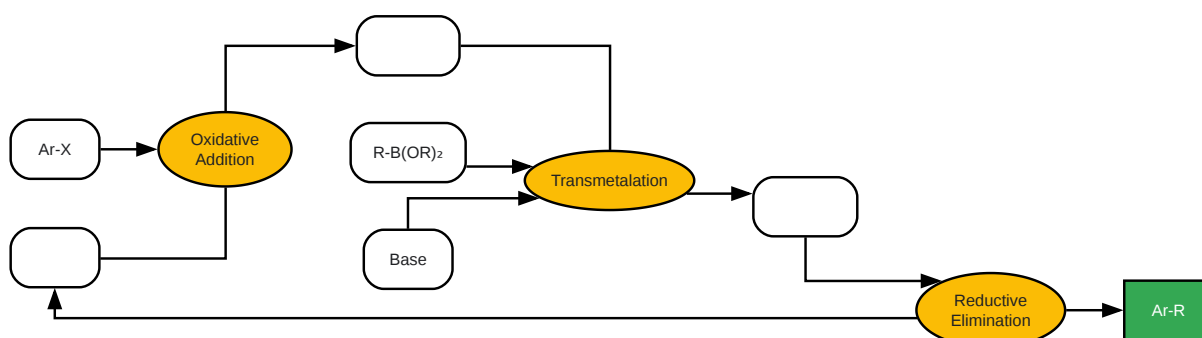 Oxidative
Addition
Ar-X
R-B(OR)₂
Transmetalation
Base
Reductive
Elimination
Ar-R